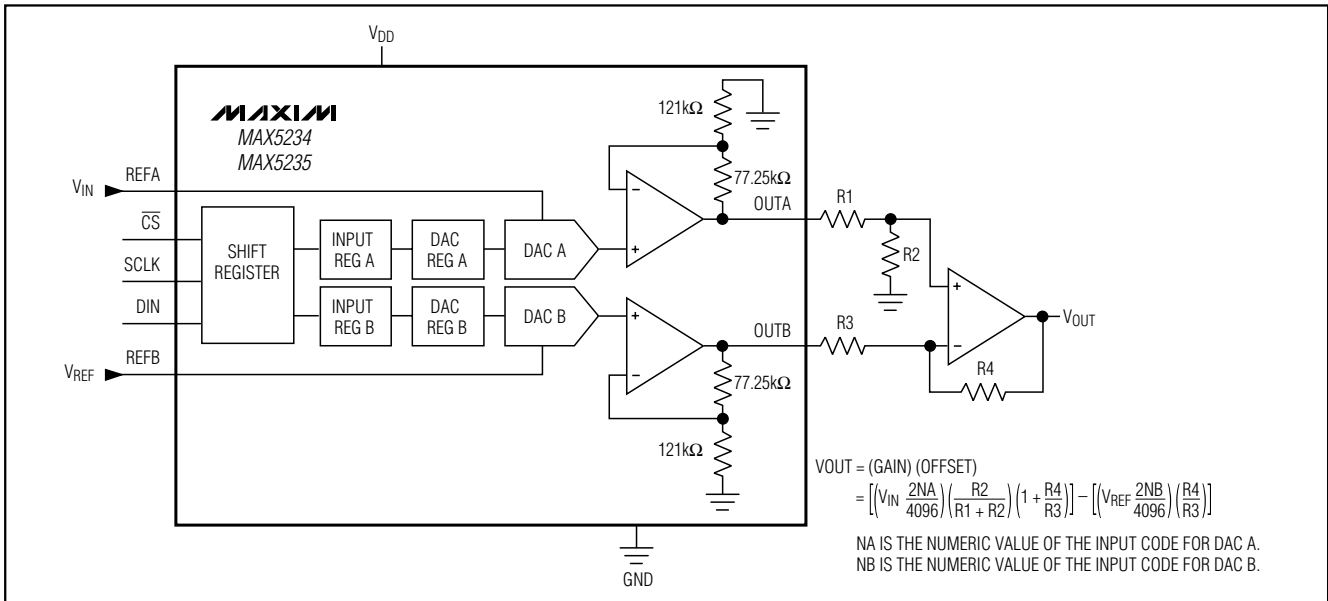 VDD
MAXIM
MAX5234
MAX5235
121kΩ
77.25kΩ
VIN
REFA
CS
SCLK
DIN
REFB
VREF
SHIFT
REGISTER
INPUT
REG A
DAC
REG A
DAC A
INPUT
REG B
DAC
REG B
DAC B
+
−
+
−
OUTA
OUTB
77.25kΩ
121kΩ
R1
R2
R3
R4
+
−
VOUT
GND
VOUT = (GAIN) (OFFSET)
= [(VIN 2NA/4096)(R2/R1 + R2)(1 + R4/R3)] − [(VREF 2NB/4096)(R4/R3)]
NA IS THE NUMERIC VALUE OF THE INPUT CODE FOR DAC A.
NB IS THE NUMERIC VALUE OF THE INPUT CODE FOR DAC B.